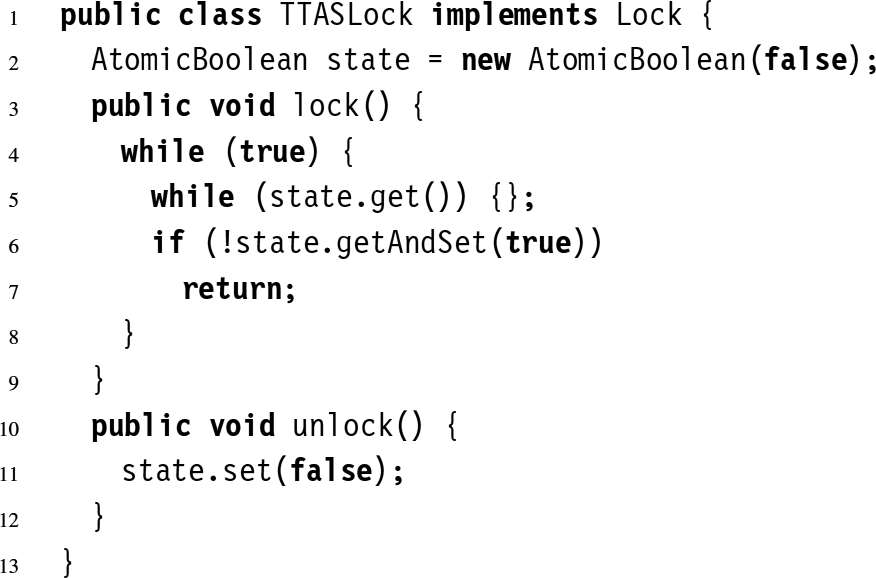 1 public class TTASLock implements Lock {
2 AtomicBoolean state = new AtomicBoolean(false);
3 public void lock() {
4 while (true) {
5 while (state.get()) {};
6 if (!state.getAndSet(true))
7 return;
8 }
9 }
10 public void unlock() {
11 state.set(false);
12 }
13 }